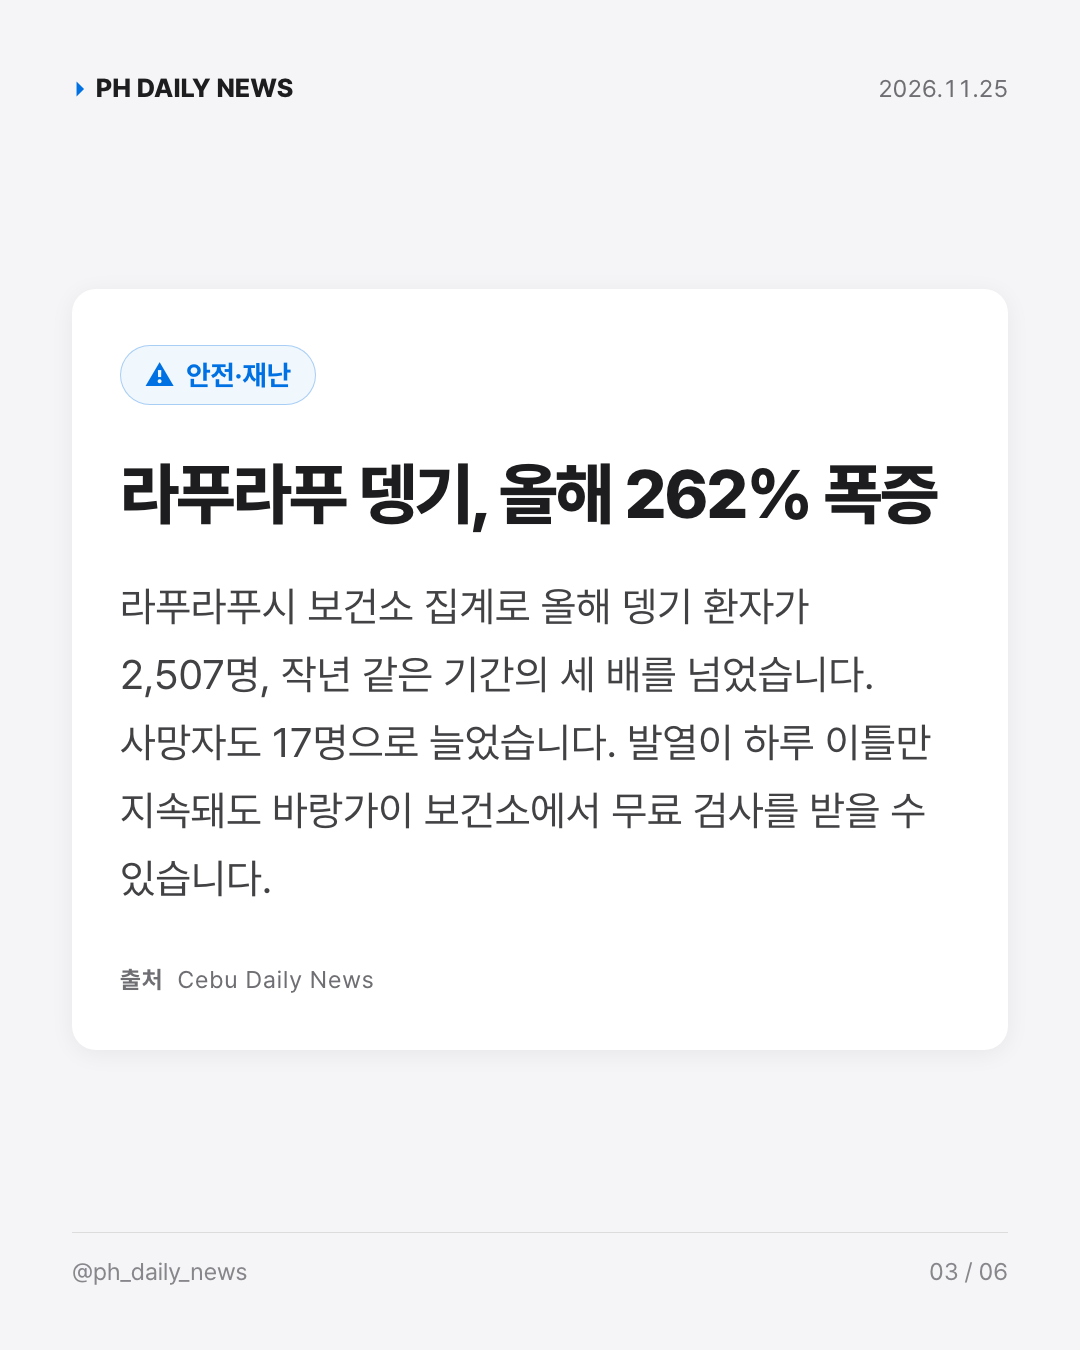 PH DAILY NEWS
2026.11.25
안전·재난
라푸라푸 뎅기, 올해 262% 폭증
라푸라푸시 보건소 집계로 올해 뎅기 환자가
2,507명, 작년 같은 기간의 세 배를 넘었습니다.
사망자도 17명으로 늘었습니다. 발열이 하루 이틀만
지속돼도 바랑가이 보건소에서 무료 검사를 받을 수
있습니다.
출처 Cebu Daily News
@ph_daily_news
03 / 06